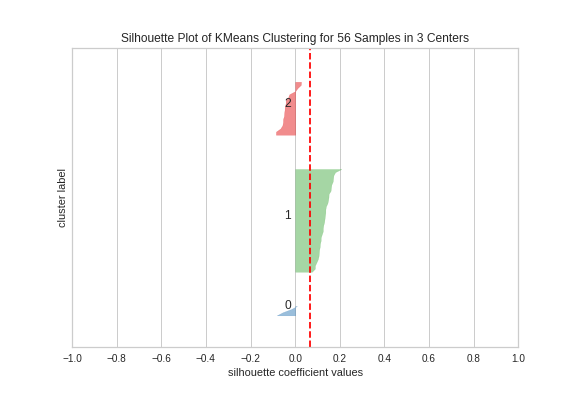 Silhouette Plot of KMeans Clustering for 56 Samples in 3 Centers
cluster label
2
1
0
−1.0 −0.8 −0.6 −0.4 −0.2 0.0 0.2 0.4 0.6 0.8 1.0
silhouette coefficient values